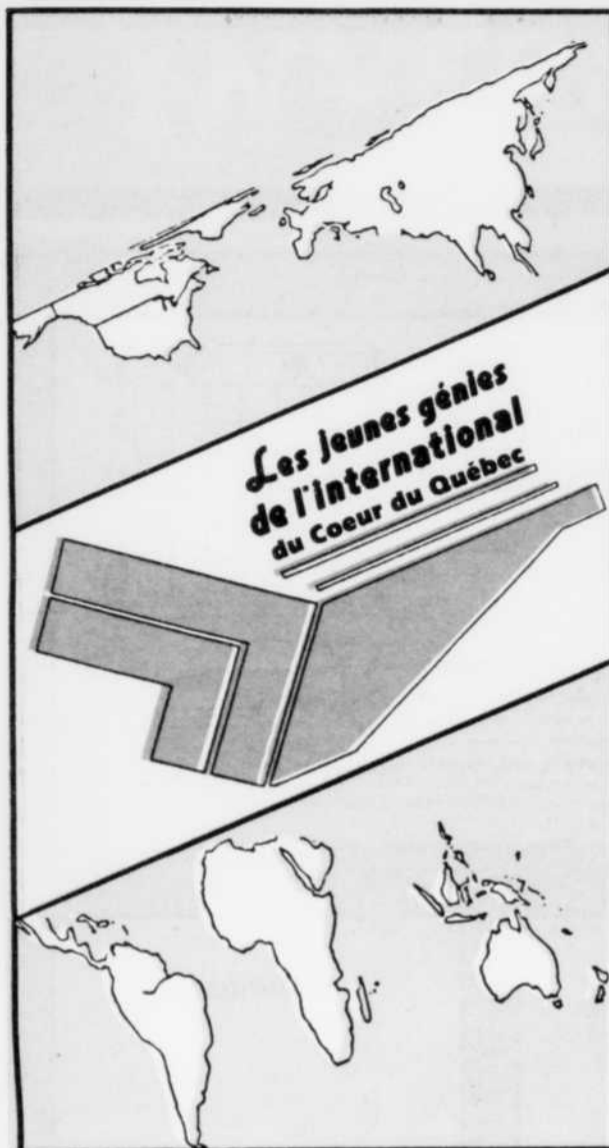 Les jeunes génies
de l'international
du Coeur du Québec